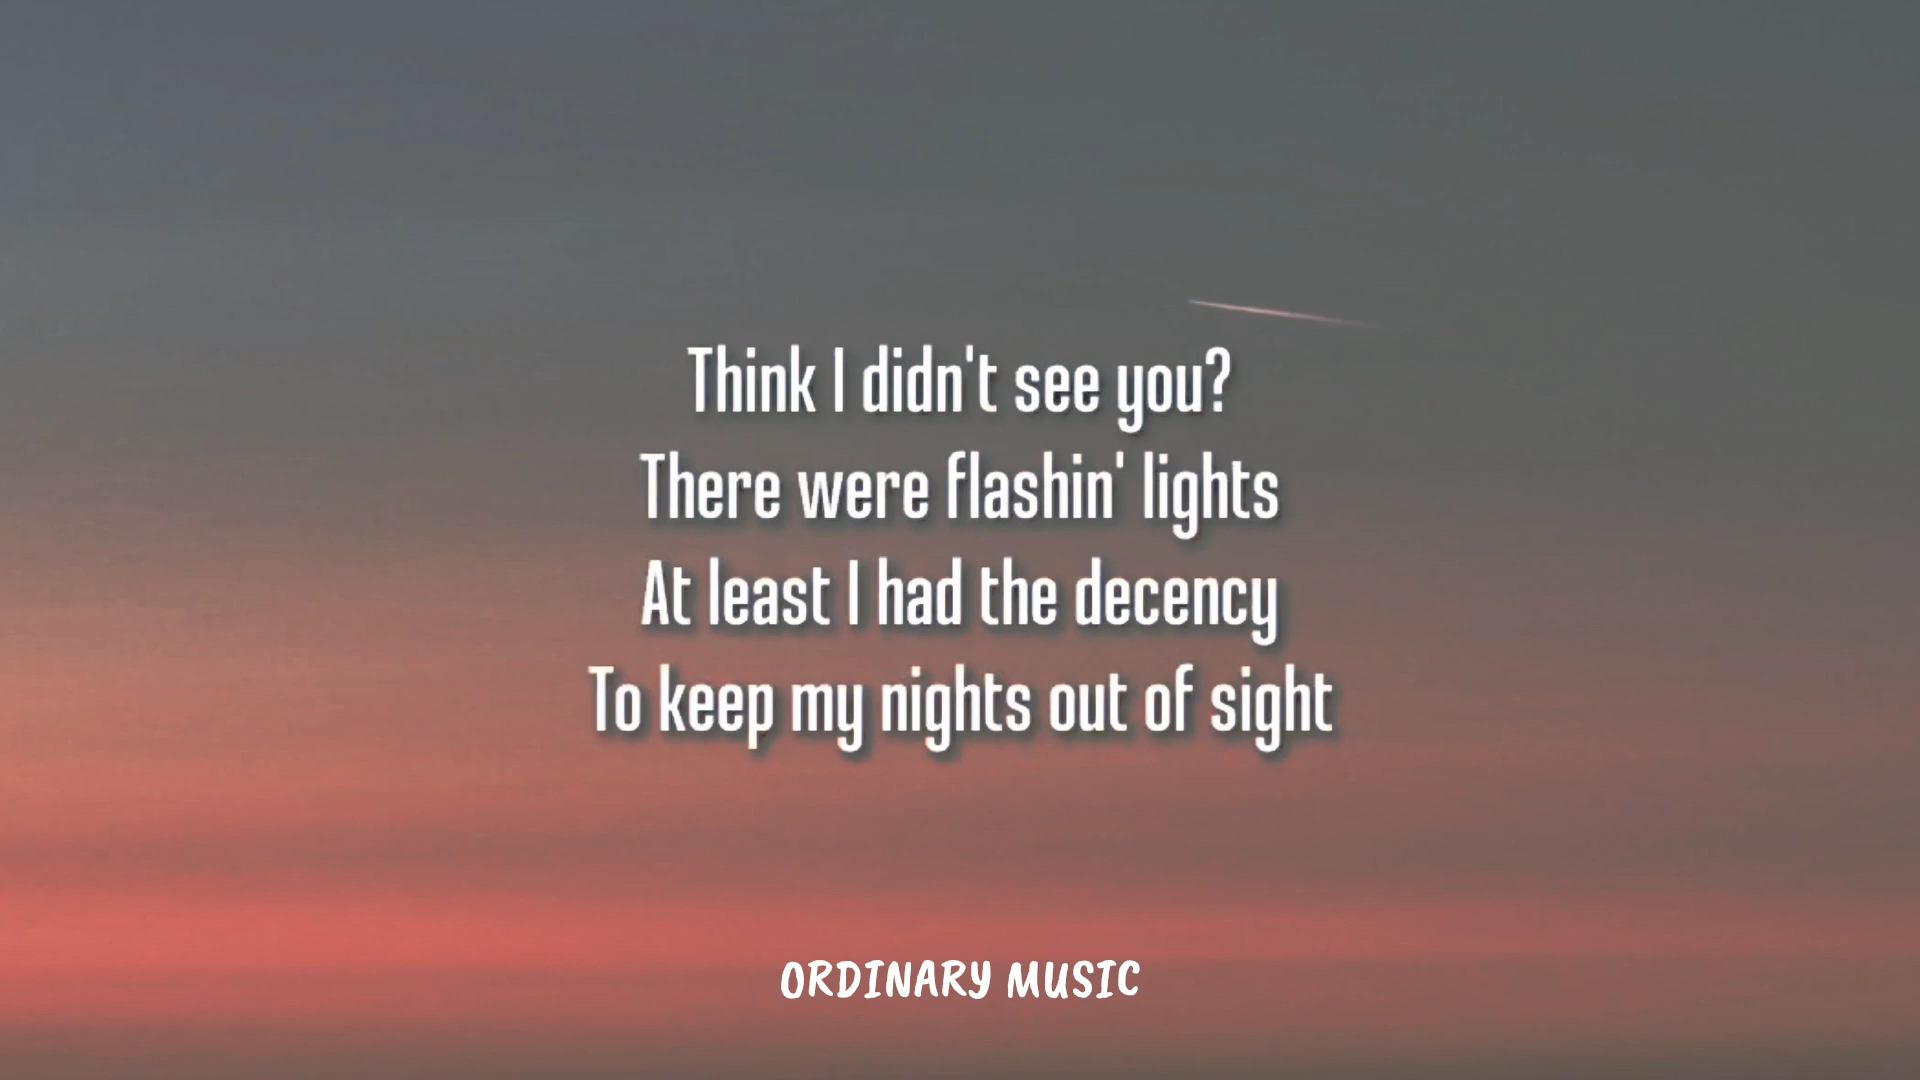 Think I didn't see you?
There were flashin' lights
At least I had the decency
To keep my nights out of sight
ORDINARY MUSIC